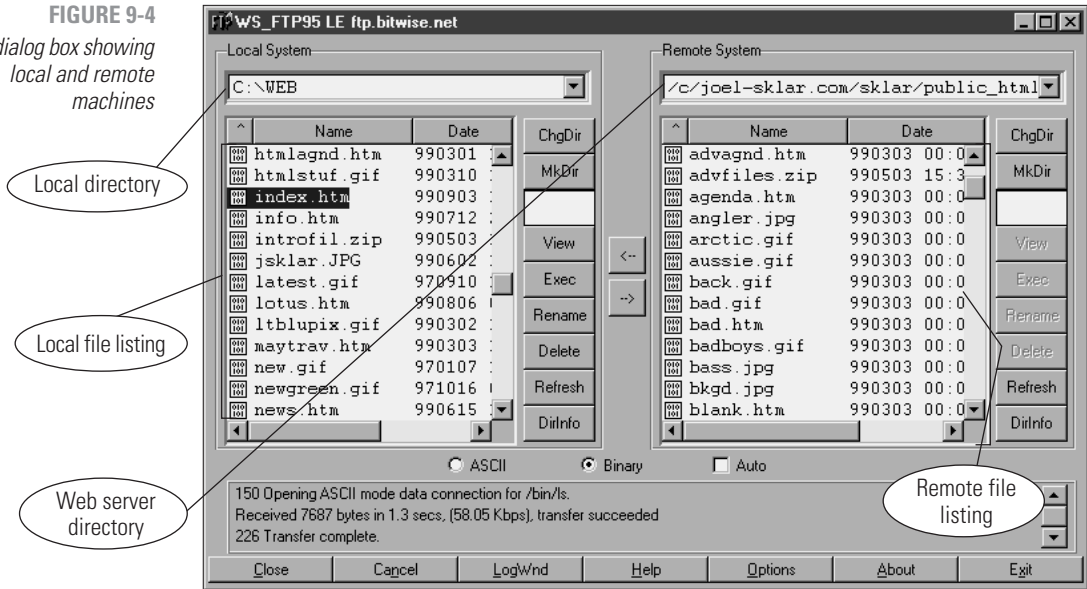 FIGURE 9-4
dialog box showing
local and remote
machines
WS_FTP95 LE ftp.bitwise.net
Local System
C:\WEB
^ Name Date
htmlagnd.htm 990301
htmlstuf.gif 990310
index.htm 990903
info.htm 990712
introfil.zip 990503
jsklar.JPG 990602
latest.gif 970910
lotus.htm 990806
ltblupix.gif 990302
maytrav.htm 990303
new.gif 970107
newgreen.gif 971016
news.htm 990615
ChgDir
MkDir
View
Exec
Rename
Delete
Refresh
DirInfo
<--
-->
Remote System
/c/joel-sklar.com/sklar/public_html
^ Name Date
advagnd.htm 990303 00:0
advfiles.zip 990503 15:3
agenda.htm 990303 00:0
angler.jpg 990303 00:0
arctic.gif 990303 00:0
aussie.gif 990303 00:0
back.gif 990303 00:0
bad.gif 990303 00:0
bad.htm 990303 00:0
badboys.gif 990303 00:0
bass.jpg 990303 00:0
bkgd.jpg 990303 00:0
blank.htm 990303 00:0
ChgDir
MkDir
View
Exec
Rename
Delete
Refresh
DirInfo
Local directory
Local file listing
Web server
directory
Remote file
listing
ASCII Binary Auto
150 Opening ASCII mode data connection for /bin/ls.
Received 7687 bytes in 1.3 secs, (58.05 Kbps), transfer succeeded
226 Transfer complete.
Close Cancel LogWnd Help Options About Exit